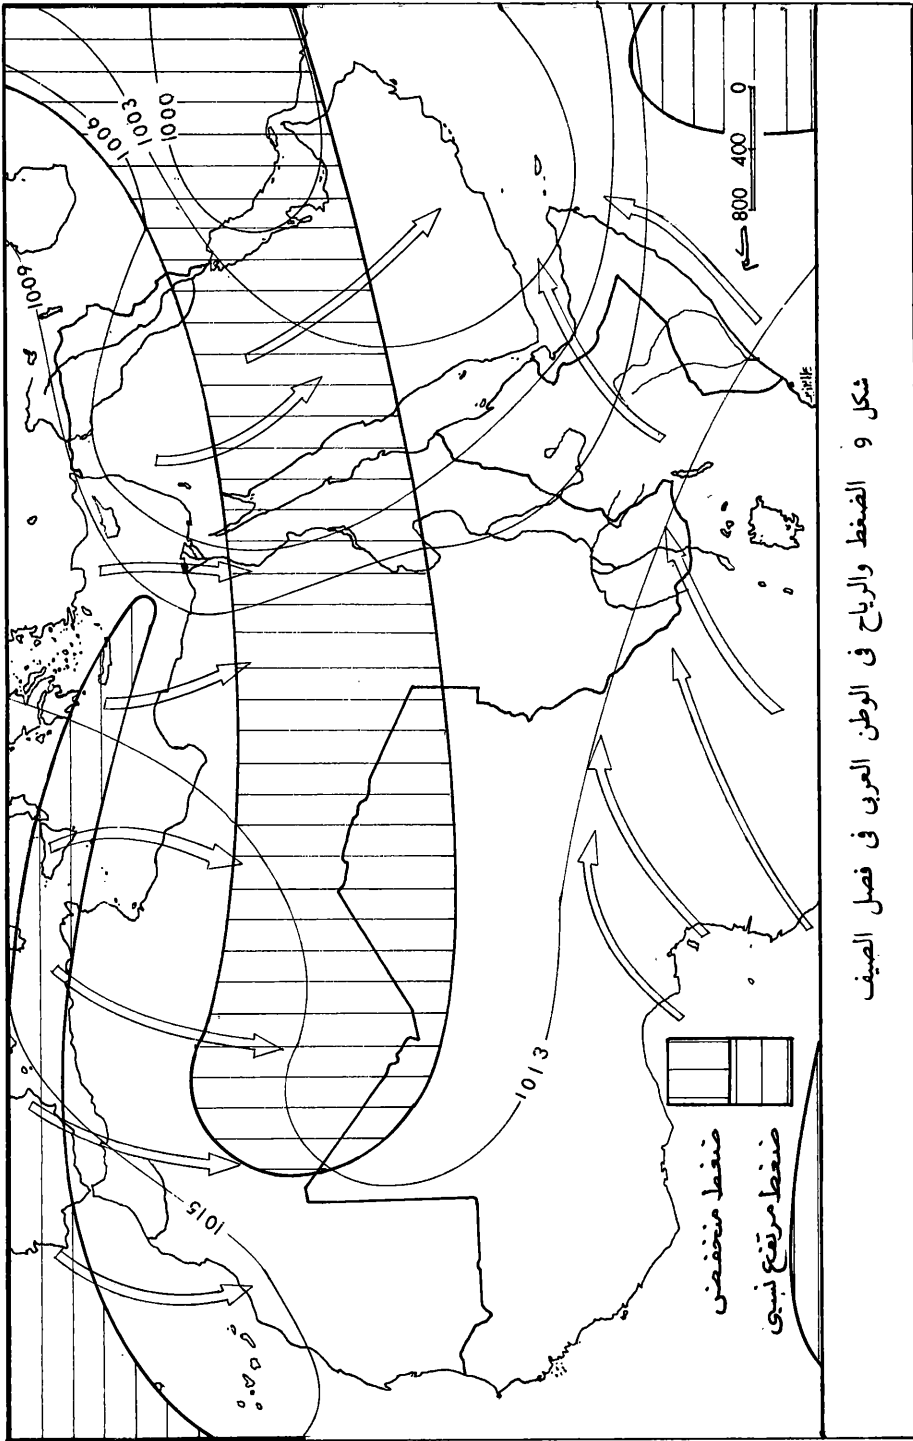 1000
1003
1006
1009
1015
1013
0
400
800 كم
ضغط منخفض
ضغط مرتفع نسبى
شكل و الضغط والرياح فى الوطن العربى فى فصل الصيف